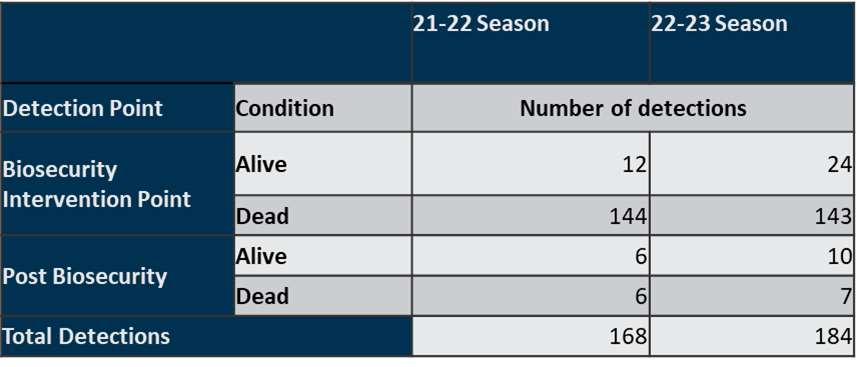 21-22 Season 22-23 Season
Detection Point Condition Number of detections
Biosecurity
Intervention Point
Alive 12 24
Dead 144 143
Post Biosecurity
Alive 6 10
Dead 6 7
Total Detections 168 184